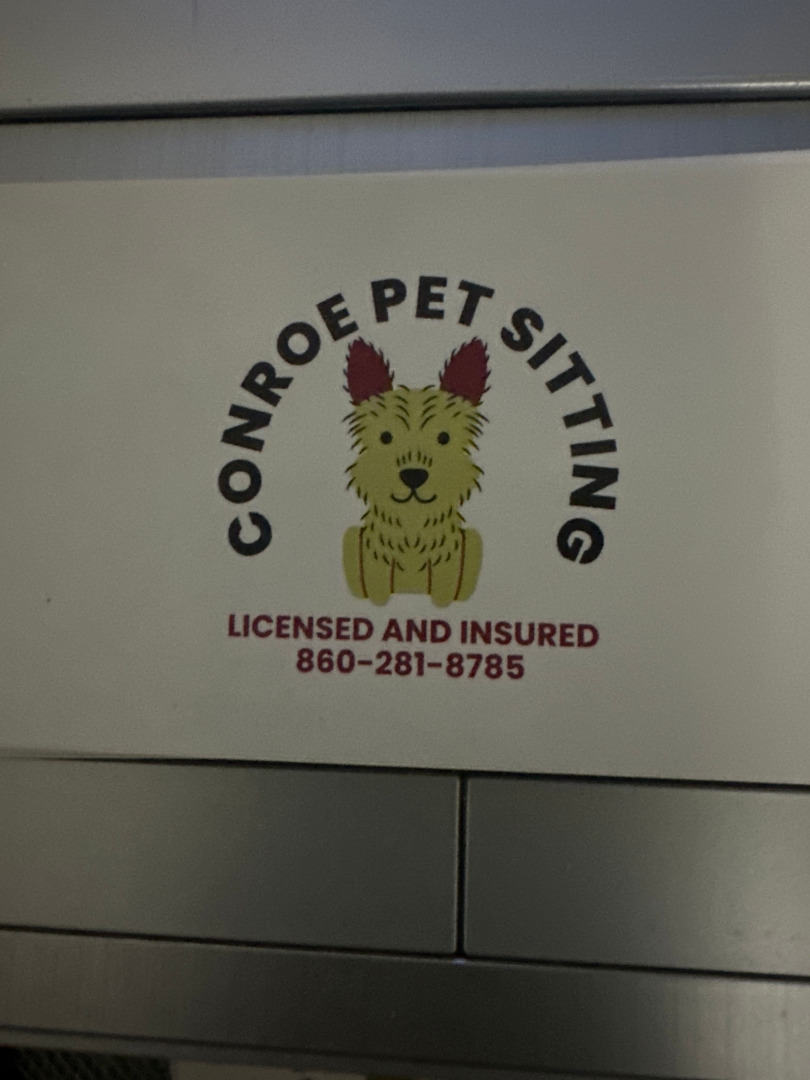 CONROE PET SITTING
LICENSED AND INSURED
860-281-8785